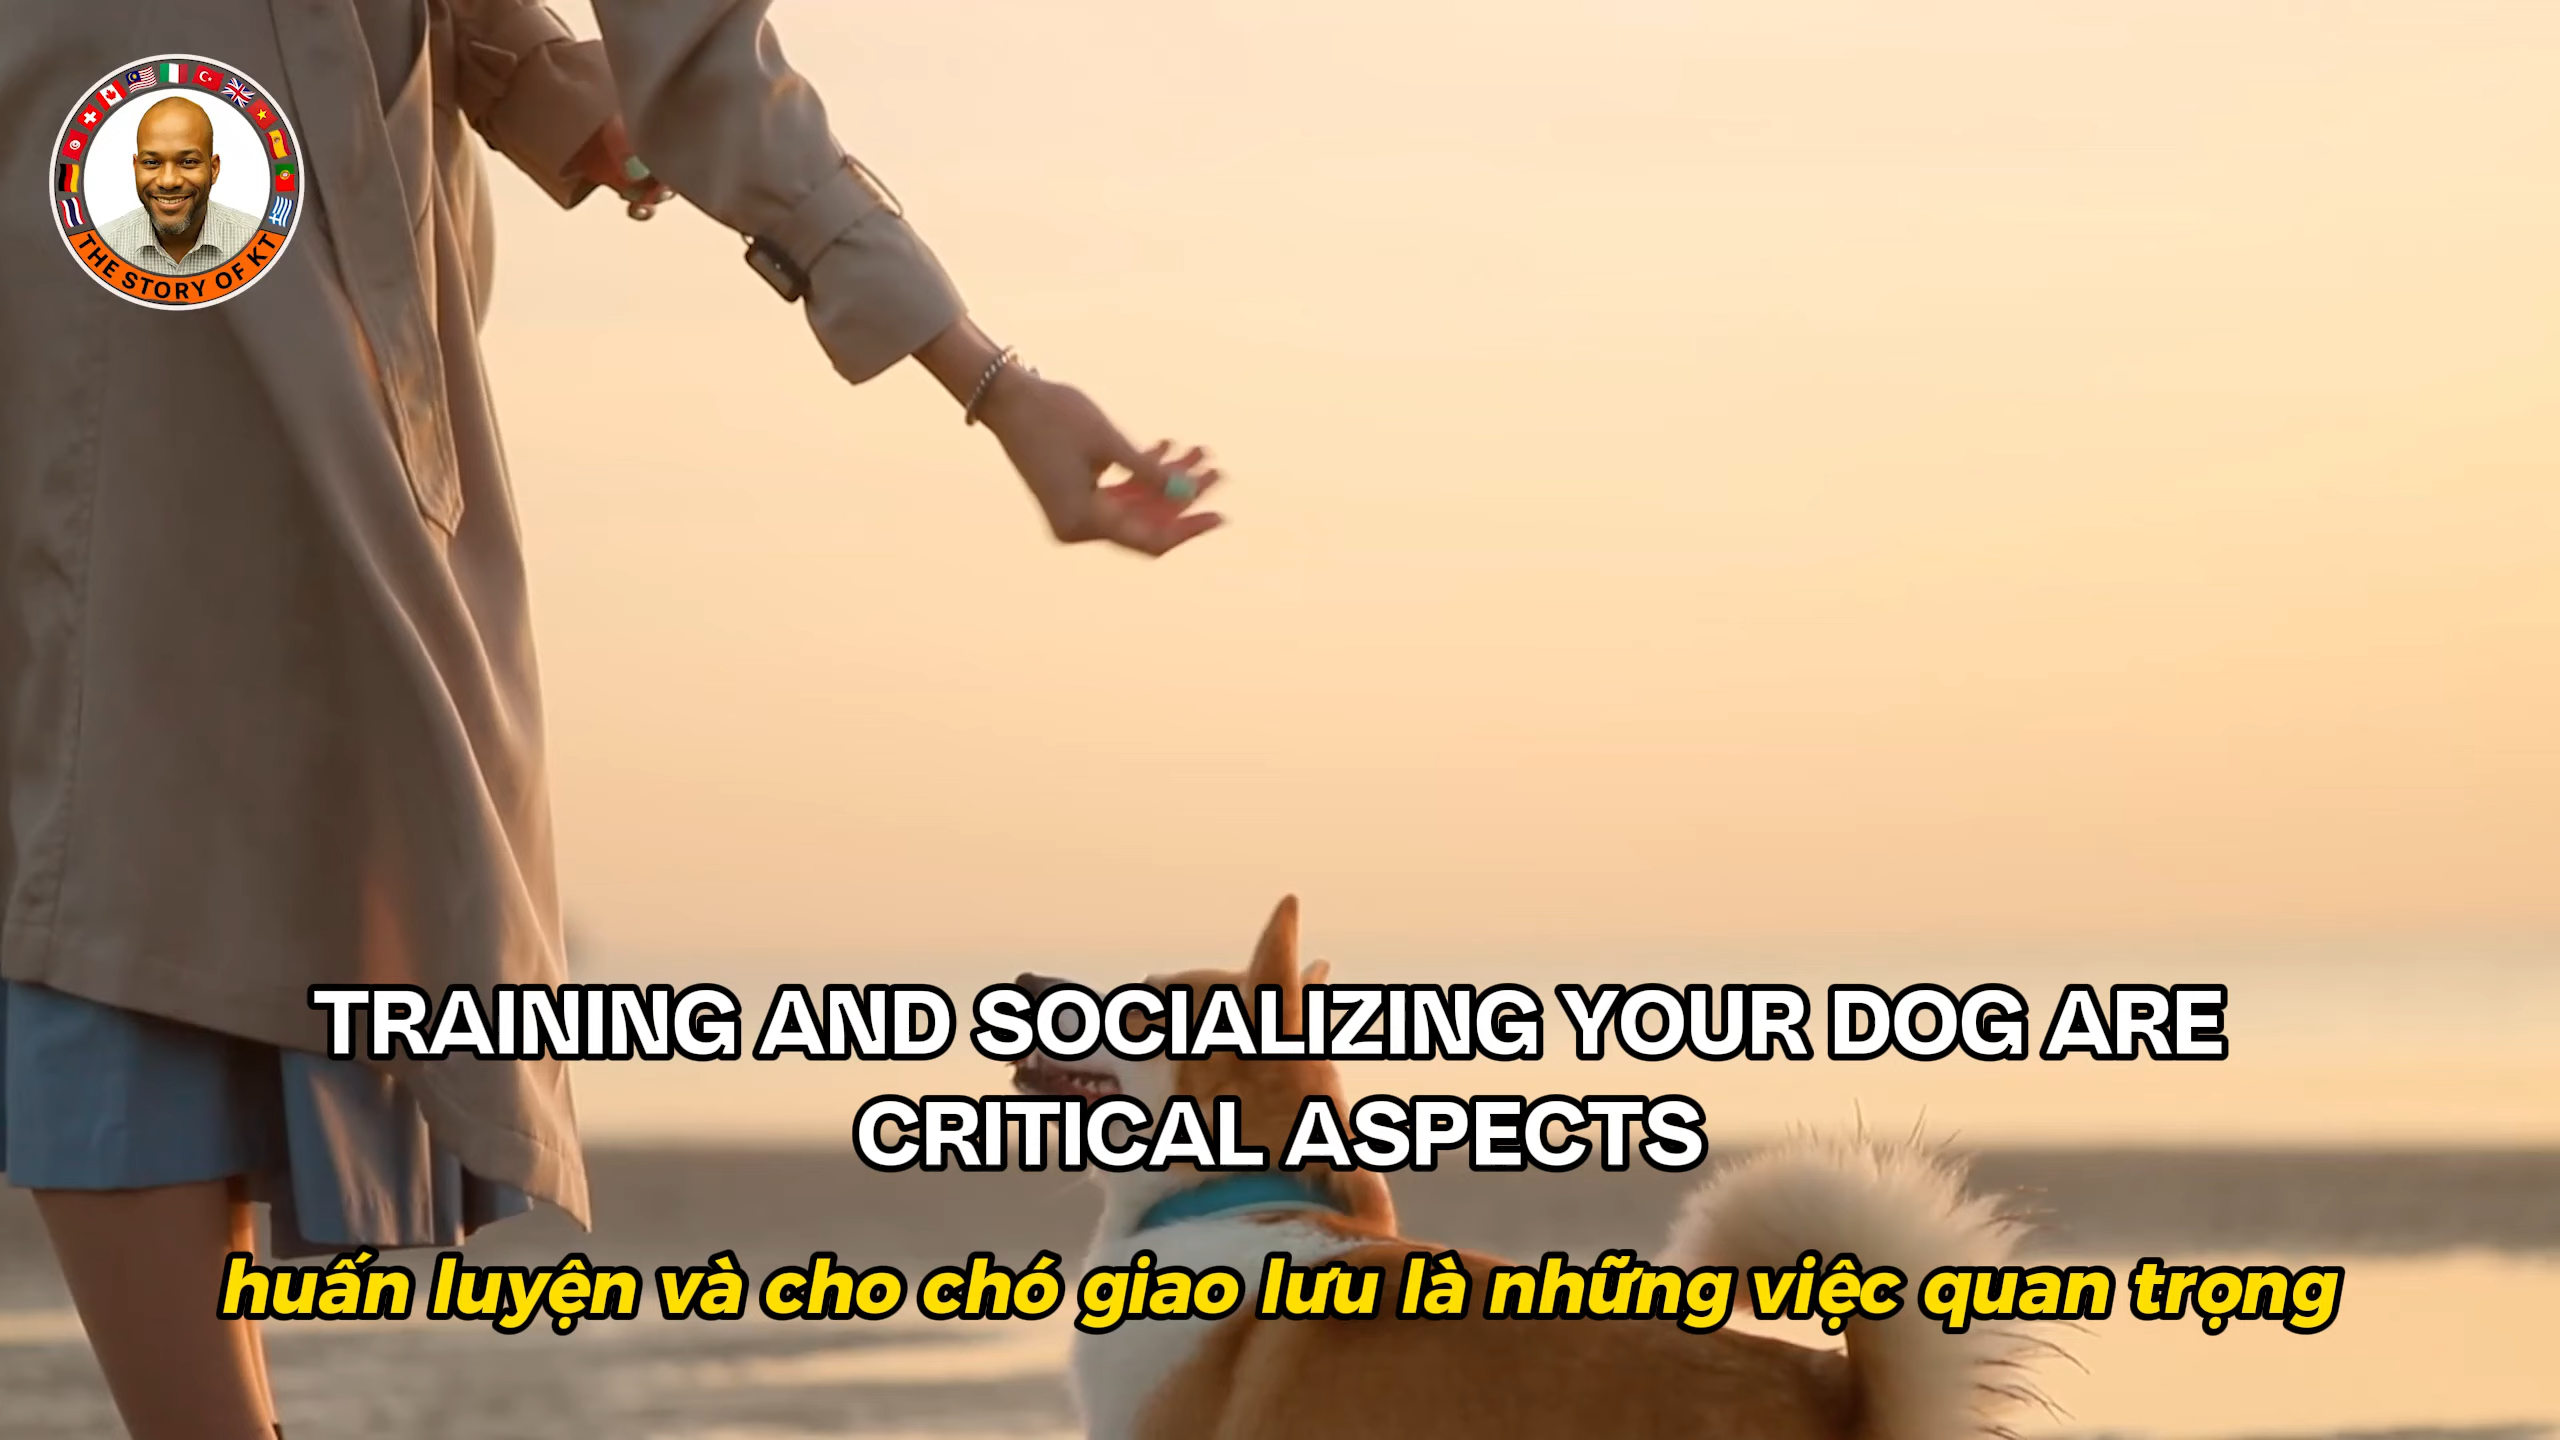 THE STORY OF KT
TRAINING AND SOCIALIZING YOUR DOG ARE
CRITICAL ASPECTS
huấn luyện và cho chó giao lưu là những việc quan trọng